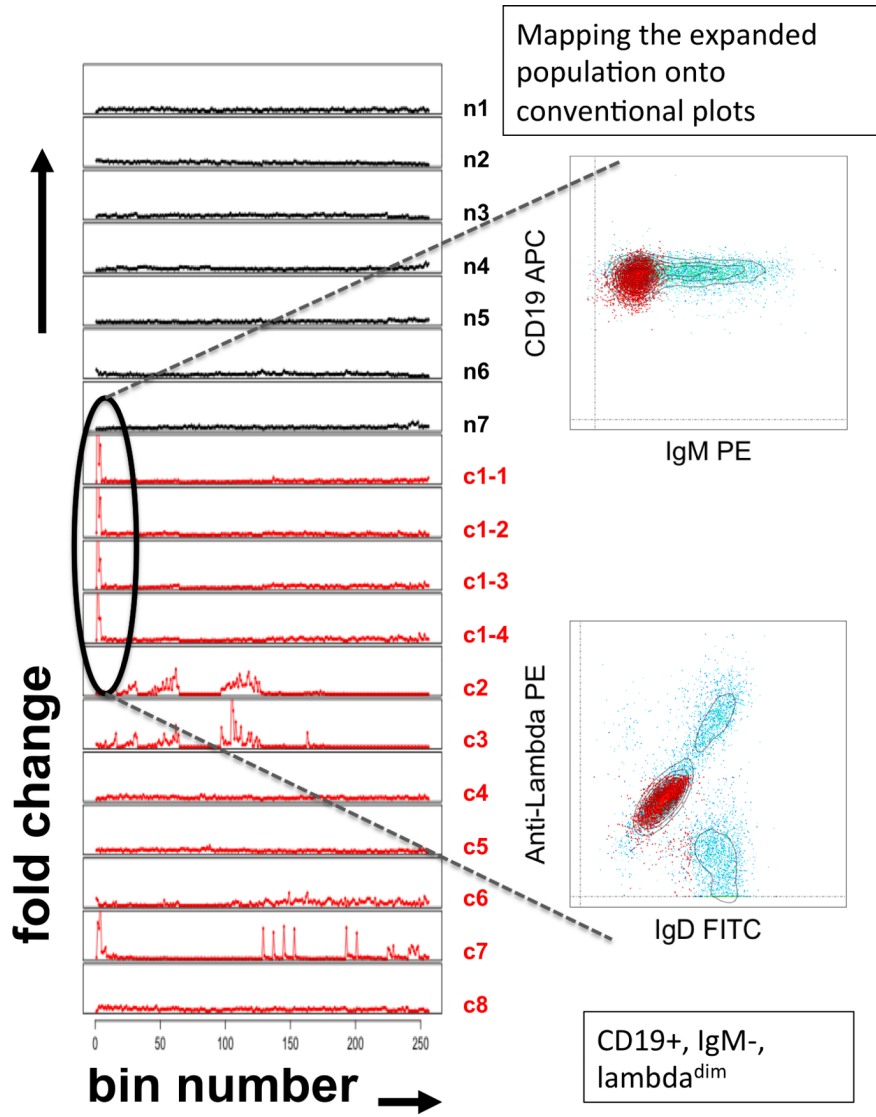 Mapping the expanded
population onto
conventional plots
n1
n2
n3
n4
n5
n6
n7
c1-1
c1-2
c1-3
c1-4
c2
c3
c4
c5
c6
c7
c8
fold change
0 50 100 150 200 250
bin number
CD19 APC
IgM PE
Anti-Lambda PE
IgD FITC
CD19+, IgM-,
lambdaᵈⁱᵐ